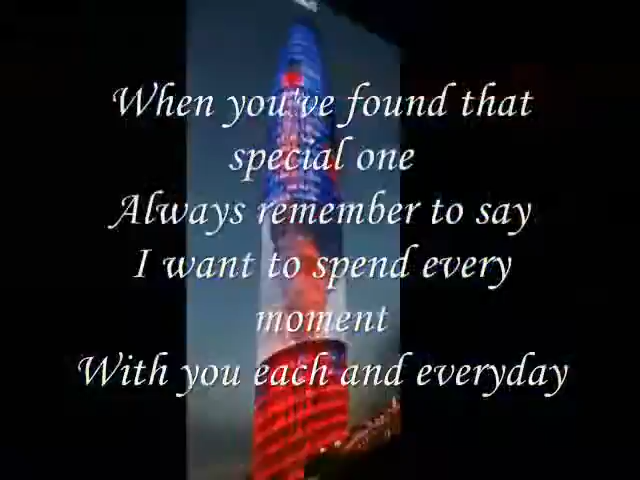 When you've found that
special one
Always remember to say
I want to spend every
moment
With you each and everyday